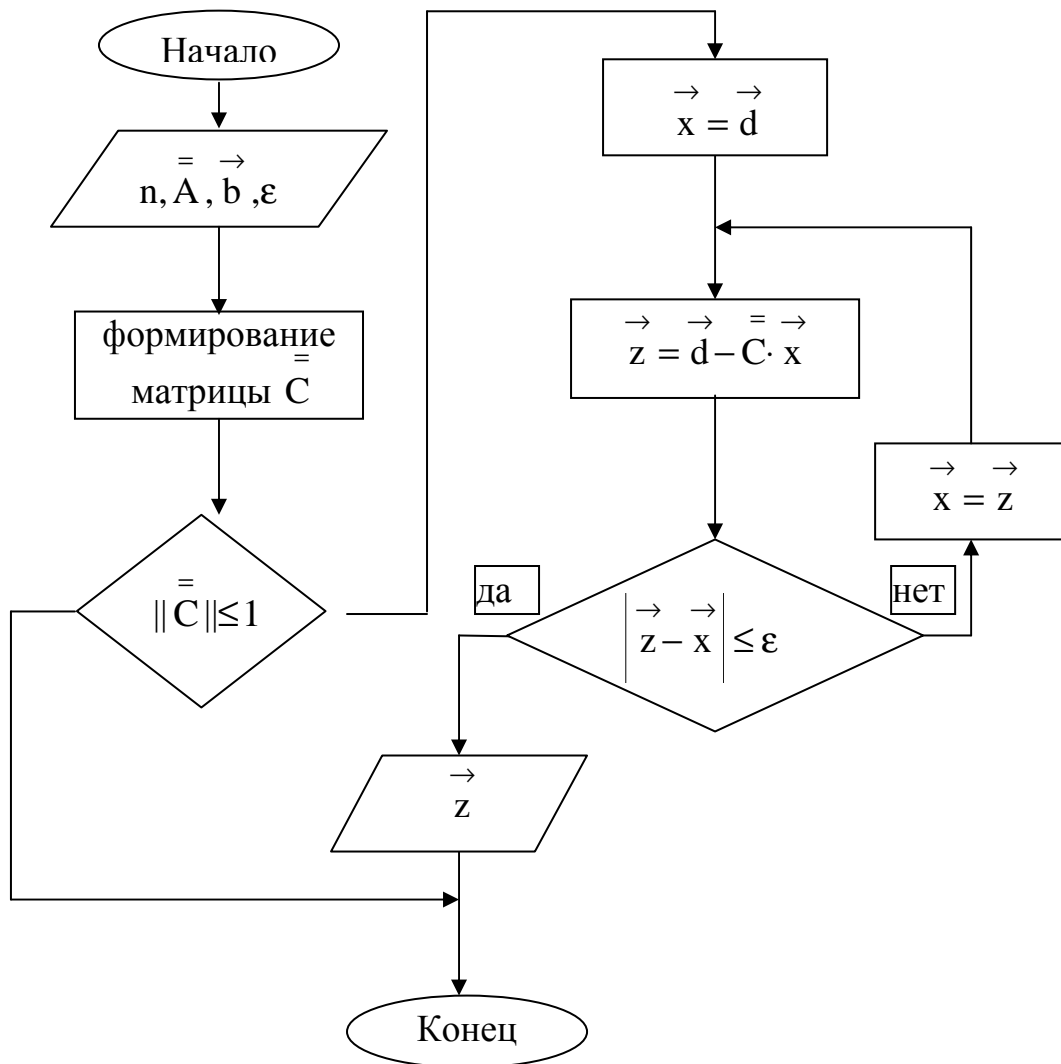 Начало
n, A̿, b⃗, ε
формирование
матрицы C̿
||C̿||≤1
x⃗ = d⃗
z⃗ = d⃗ − C̿· x⃗
x⃗ = z⃗
да
нет
|z⃗ − x⃗| ≤ ε
z⃗
Конец